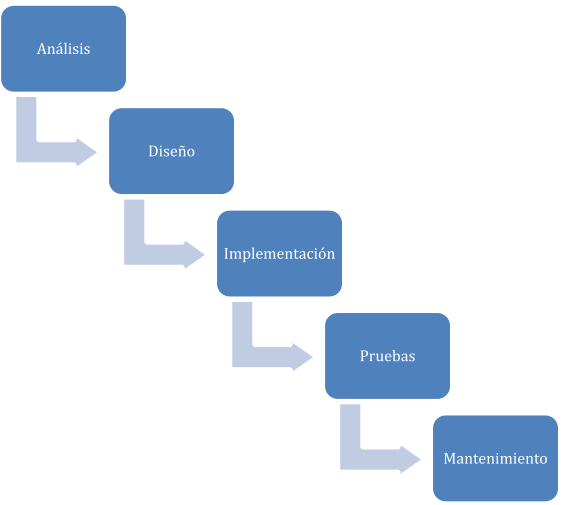 Análisis
Diseño
Implementación
Pruebas
Mantenimiento